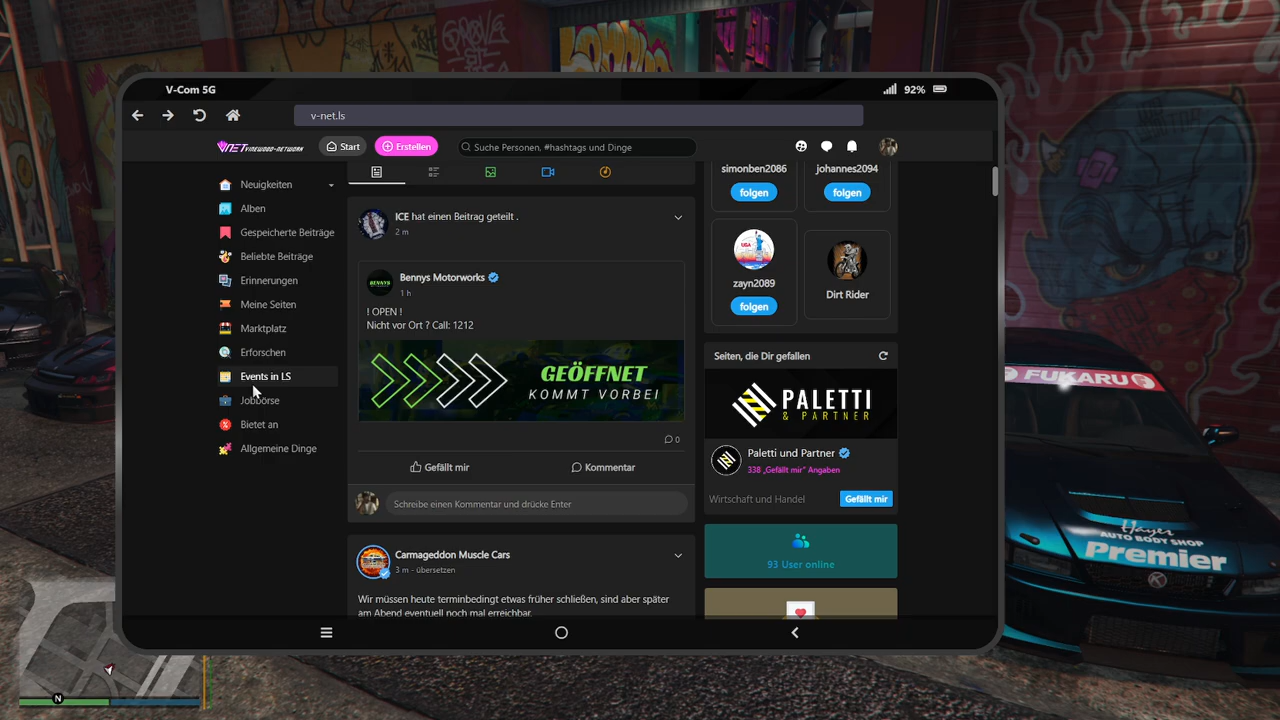 V-Com 5G
92%
v-net.ls
VNET VINEWOOD-NETWORK
Start
Erstellen
Suche Personen, #hashtags und Dinge
Neuigkeiten
Alben
Gespeicherte Beiträge
Beliebte Beiträge
Erinnerungen
Meine Seiten
Marktplatz
Erforschen
Events in LS
Jobbörse
Bietet an
Allgemeine Dinge
ICE hat einen Beitrag geteilt .
2 m
Bennys Motorworks
1 h
! OPEN !
Nicht vor Ort ? Call: 1212
GEÖFFNET
KOMMT VORBEI
0
Gefällt mir
Kommentar
Schreibe einen Kommentar und drücke Enter
Carmageddon Muscle Cars
3 m - übersetzen
Wir müssen heute terminbedingt etwas früher schließen, sind aber später
am Abend eventuell noch mal erreichbar.
simonben2086
folgen
johannes2094
folgen
zayn2089
folgen
Dirt Rider
Seiten, die Dir gefallen
PALETTI
& PARTNER
Paletti und Partner
338 „Gefällt mir" Angaben
Wirtschaft und Handel
Gefällt mir
93 User online
FUKARU
Hayes
AUTO BODY SHOP
Premier
N